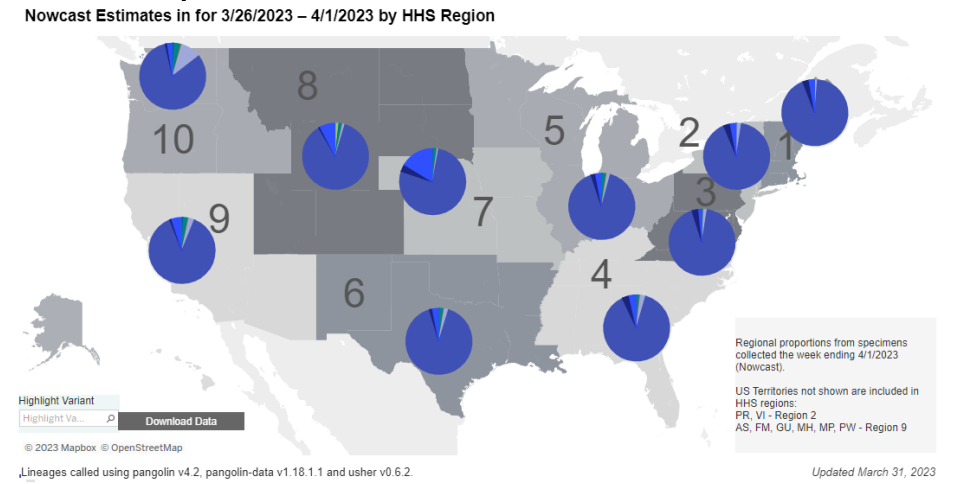 Nowcast Estimates in for 3/26/2023 – 4/1/2023 by HHS Region
8
5
2
10
1
3
9
7
4
6
Regional proportions from specimens
collected the week ending 4/1/2023
(Nowcast).
US Territories not shown are included in
HHS regions:
PR, VI - Region 2
AS, FM, GU, MH, MP, PW - Region 9
Highlight Variant
Highlight Va...
Download Data
© 2023 Mapbox © OpenStreetMap
Lineages called using pangolin v4.2, pangolin-data v1.18.1.1 and usher v0.6.2.
Updated March 31, 2023